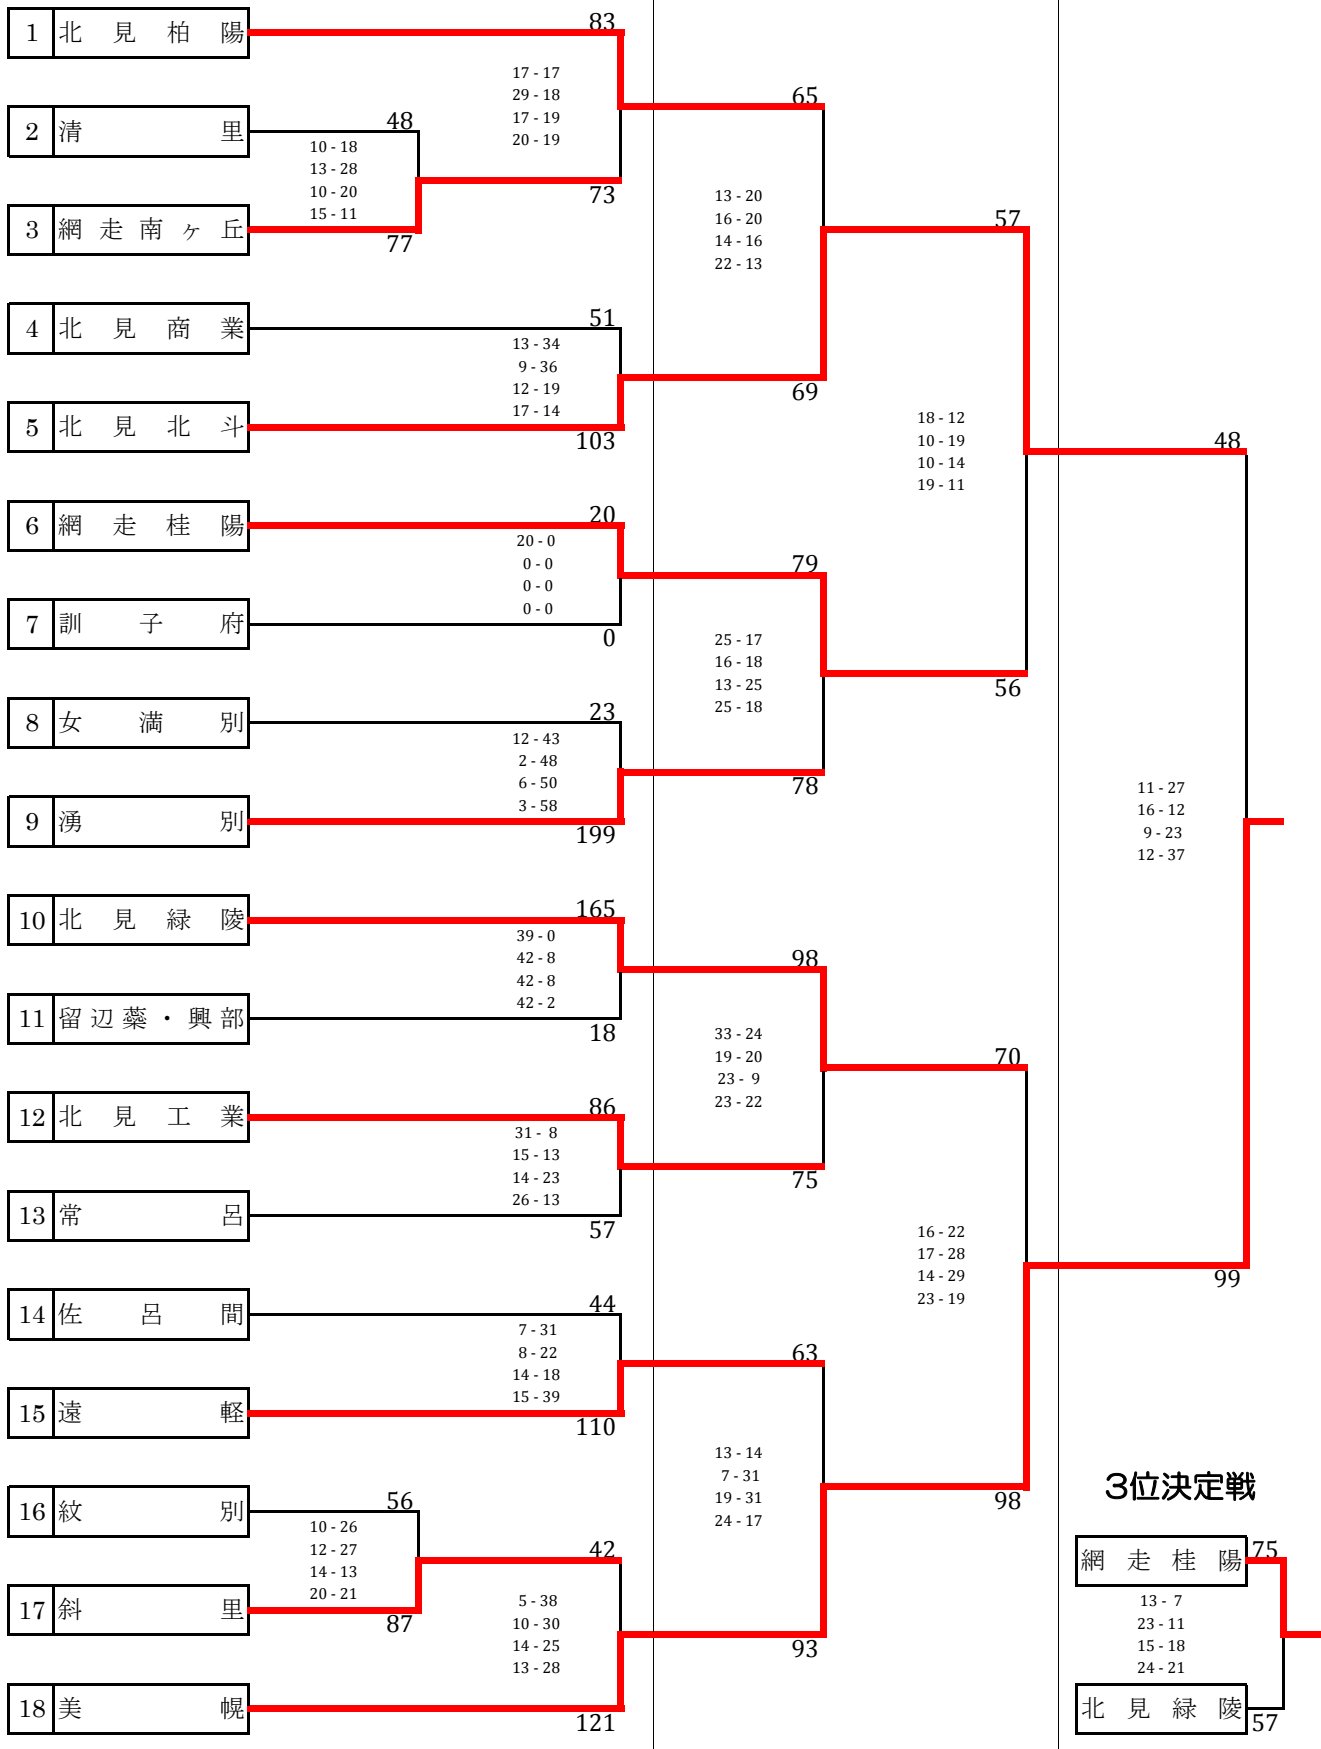 1 北見柏陽
83
17 - 17
29 - 18
17 - 19
20 - 19
2 清里
48
10 - 18
13 - 28
10 - 20
15 - 11
3 網走南ヶ丘
77
73
65
13 - 20
16 - 20
14 - 16
22 - 13
4 北見商業
51
13 - 34
9 - 36
12 - 19
17 - 14
5 北見北斗
103
69
57
18 - 12
10 - 19
10 - 14
19 - 11
6 網走桂陽
20
20 - 0
0 - 0
0 - 0
0 - 0
7 訓子府
0
79
25 - 17
16 - 18
13 - 25
25 - 18
8 女満別
23
12 - 43
2 - 48
6 - 50
3 - 58
9 湧別
199
78
56
48
11 - 27
16 - 12
9 - 23
12 - 37
10 北見緑陵
165
39 - 0
42 - 8
42 - 8
42 - 2
11 留辺蘂・興部
18
98
33 - 24
19 - 20
23 - 9
23 - 22
12 北見工業
86
31 - 8
15 - 13
14 - 23
26 - 13
13 常呂
57
75
70
16 - 22
17 - 28
14 - 29
23 - 19
99
14 佐呂間
44
7 - 31
8 - 22
14 - 18
15 - 39
15 遠軽
110
63
13 - 14
7 - 31
19 - 31
24 - 17
16 紋別
56
10 - 26
12 - 27
14 - 13
20 - 21
17 斜里
87
42
5 - 38
10 - 30
14 - 25
13 - 28
18 美幌
121
93
98
3位決定戦
網走桂陽
75
13 - 7
23 - 11
15 - 18
24 - 21
北見緑陵
57